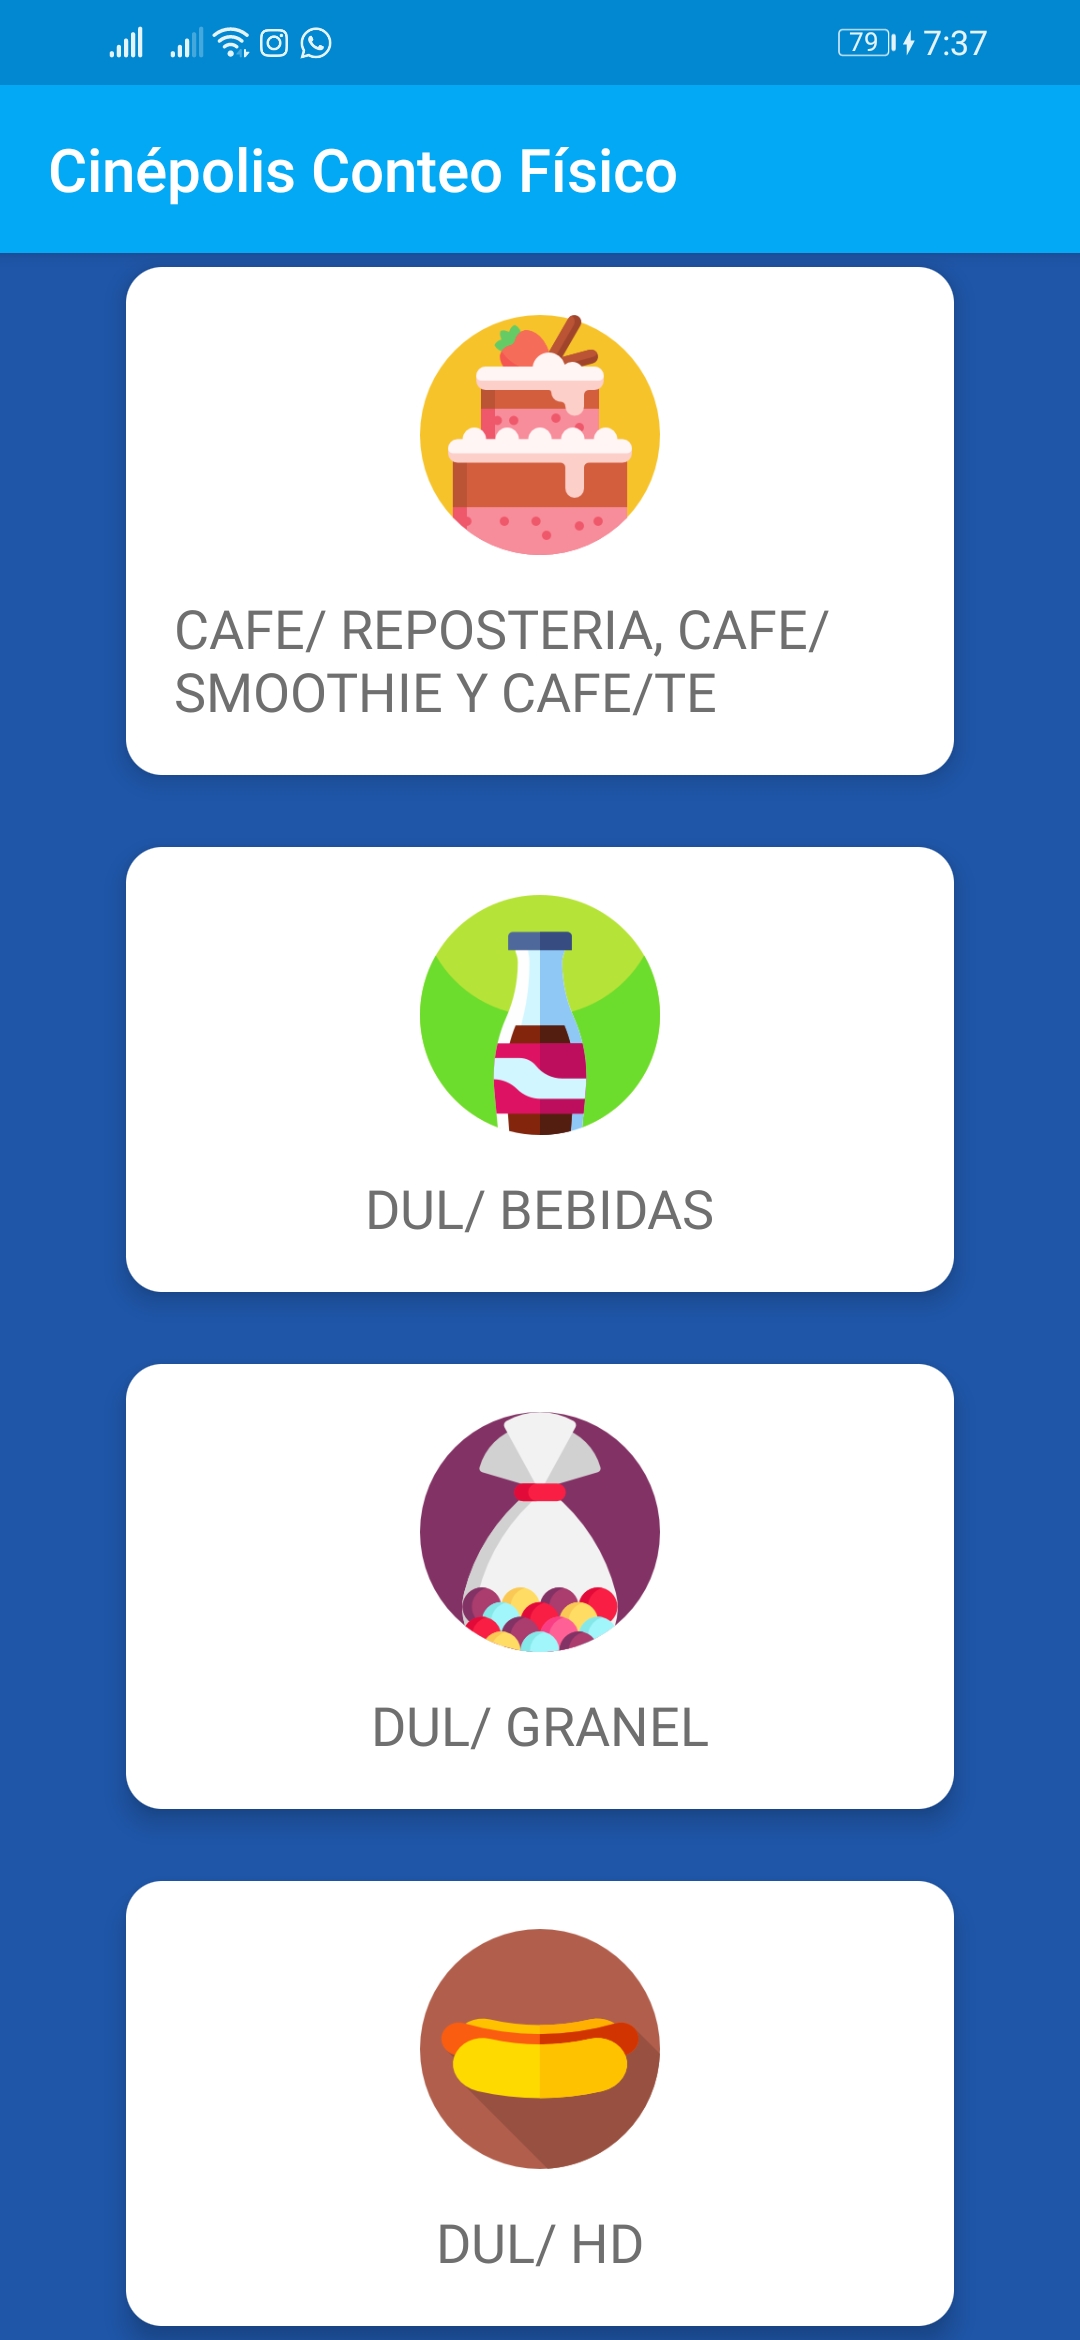 79 7:37
Cinépolis Conteo Físico
CAFE/ REPOSTERIA, CAFE/
SMOOTHIE Y CAFE/TE
DUL/ BEBIDAS
DUL/ GRANEL
DUL/ HD